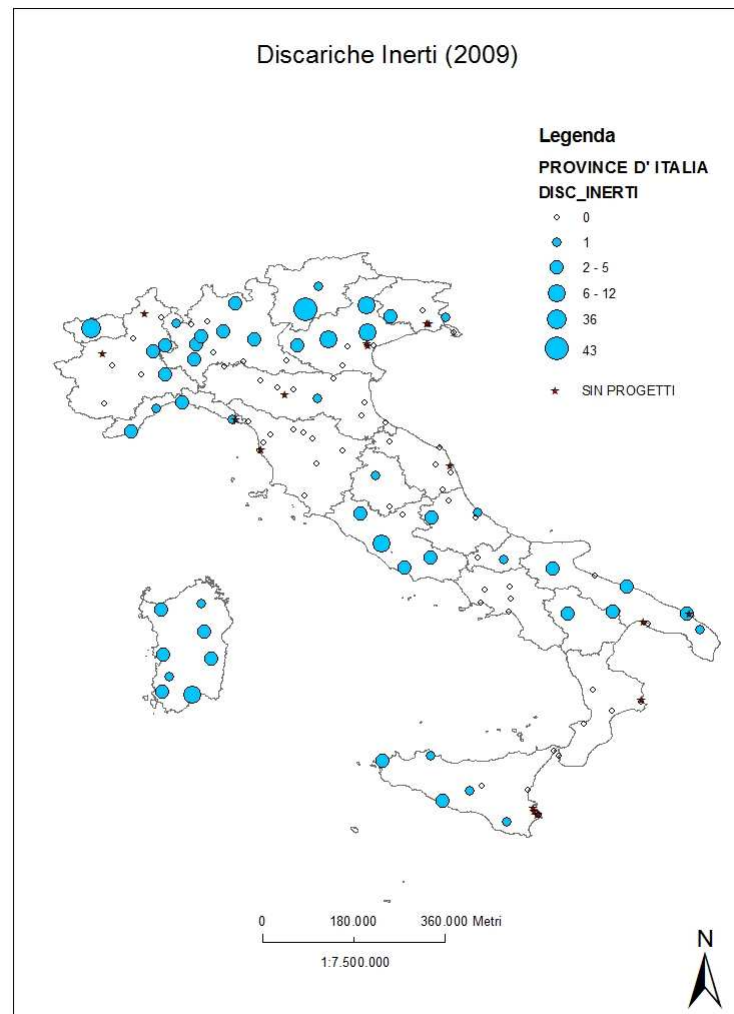 Discariche Inerti (2009)
Legenda
PROVINCE D' ITALIA
DISC_INERTI
0
1
2 - 5
6 - 12
36
43
SIN PROGETTI
0 180.000 360.000 Metri
1:7.500.000
N